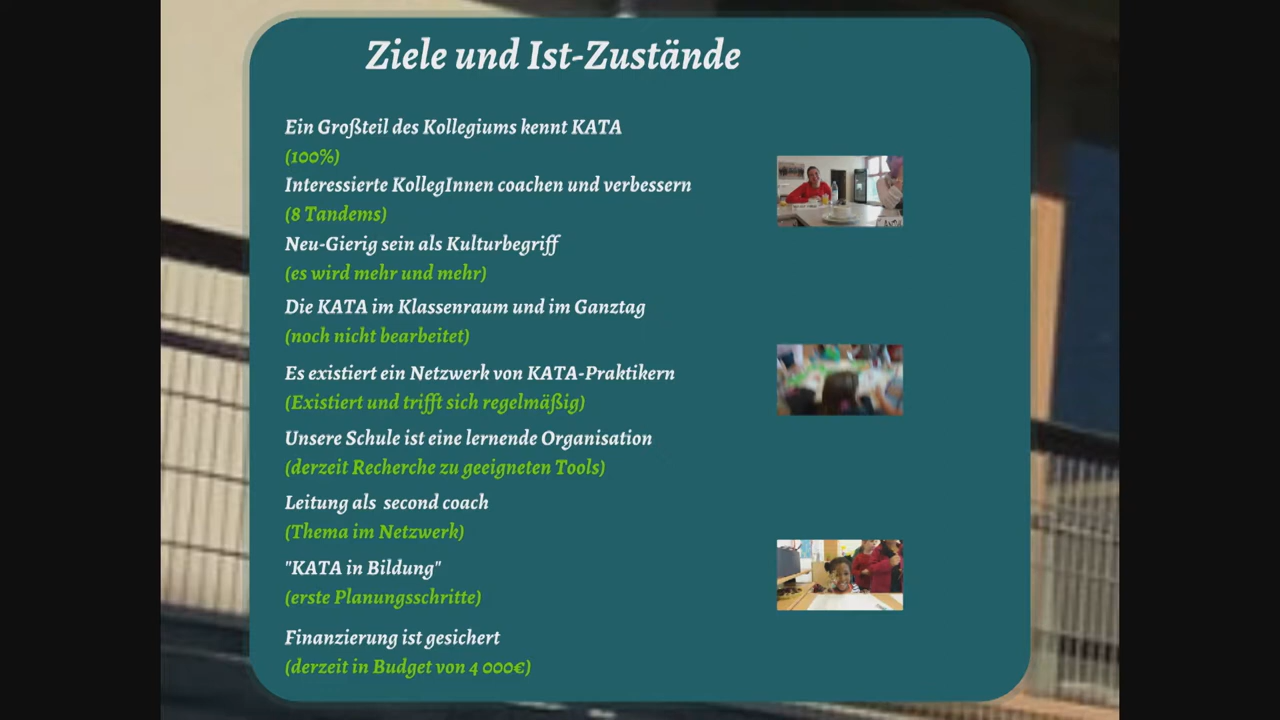 Ziele und Ist-Zustände
Ein Großteil des Kollegiums kennt KATA
(100%)
Interessierte KollegInnen coachen und verbessern
(8 Tandems)
Neu-Gierig sein als Kulturbegriff
(es wird mehr und mehr)
Die KATA im Klassenraum und im Ganztag
(noch nicht bearbeitet)
Es existiert ein Netzwerk von KATA-Praktikern
(Existiert und trifft sich regelmäßig)
Unsere Schule ist eine lernende Organisation
(derzeit Recherche zu geeigneten Tools)
Leitung als second coach
(Thema im Netzwerk)
"KATA in Bildung"
(erste Planungsschritte)
Finanzierung ist gesichert
(derzeit in Budget von 4 000€)